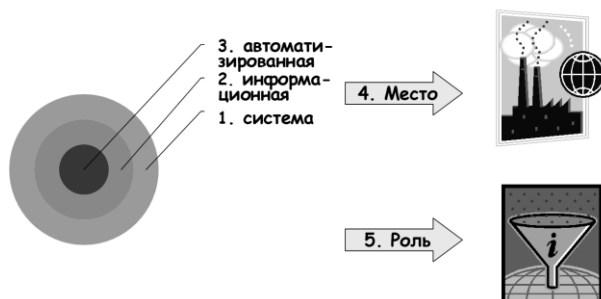 3. автомати-
зированная
2. информа-
ционная
1. система
4. Место
5. Роль
i